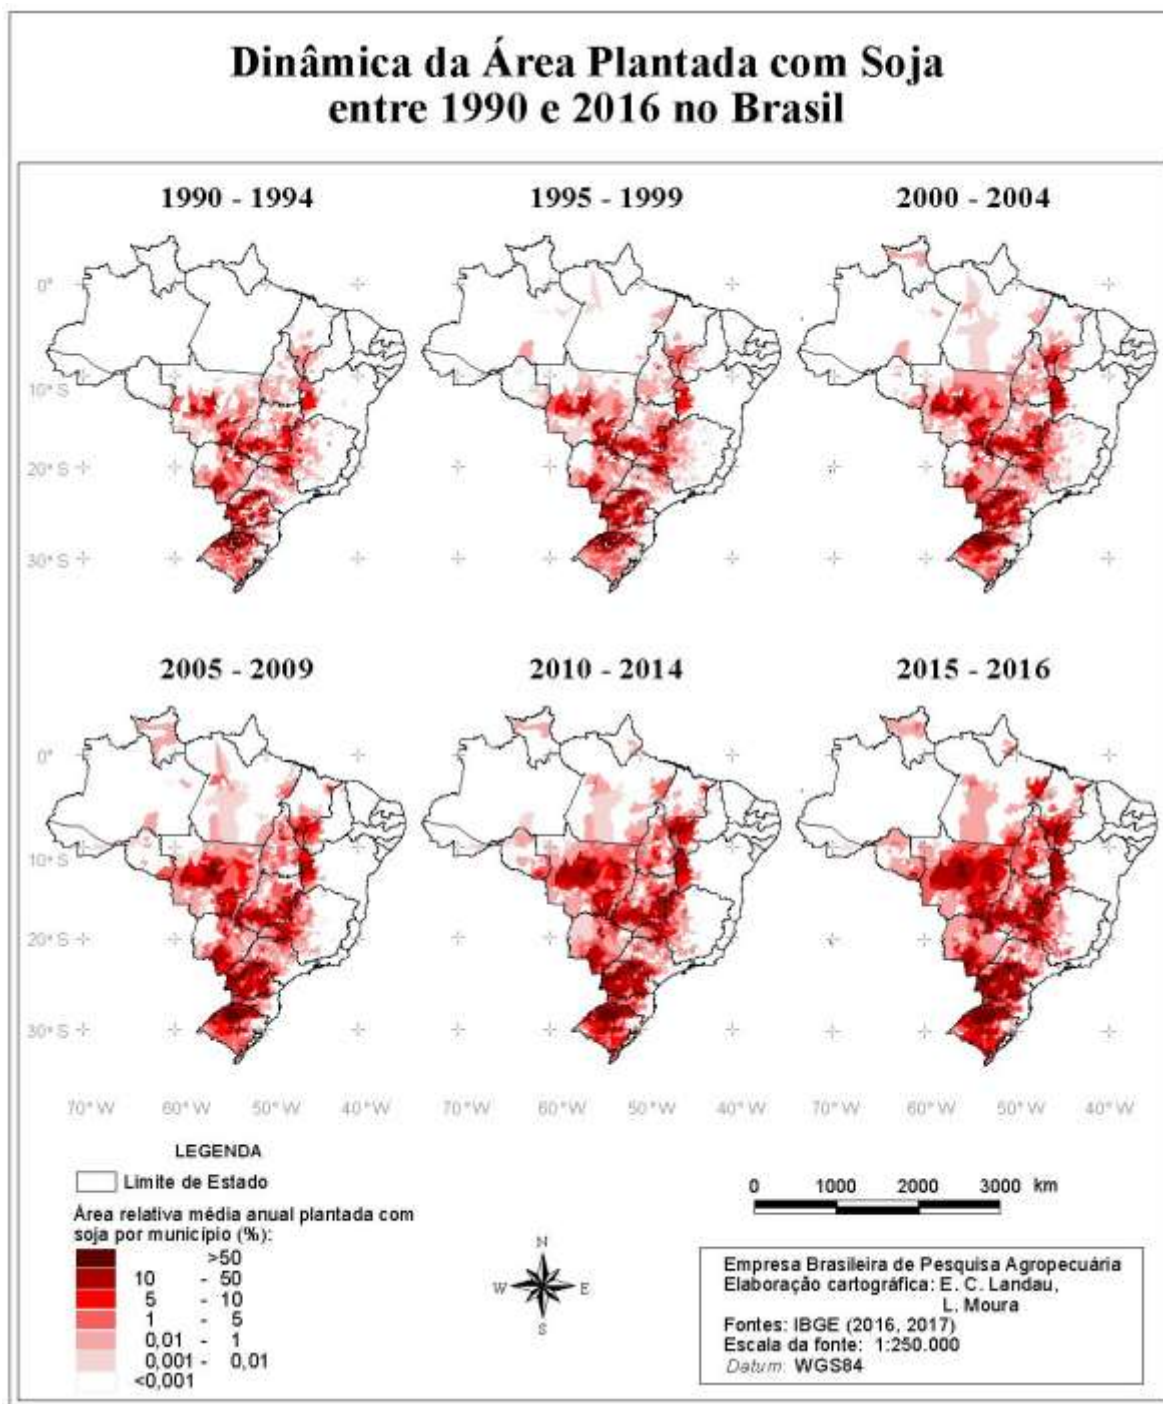 Dinâmica da Área Plantada com Soja
entre 1990 e 2016 no Brasil
1990 - 1994
1995 - 1999
2000 - 2004
0°
10° S
20° S
30° S
2005 - 2009
2010 - 2014
2015 - 2016
0°
10° S
20° S
30° S
70° W 60° W 50° W 40° W
70° W 60° W 50° W 40° W
70° W 60° W 50° W 40° W
LEGENDA
Limite de Estado
Área relativa média anual plantada com
soja por município (%):
>50
10 - 50
5 - 10
1 - 5
0,01 - 1
0,001 - 0,01
<0,001
N
W E
S
0 1000 2000 3000 km
Empresa Brasileira de Pesquisa Agropecuária
Elaboração cartográfica: E. C. Landau,
L. Moura
Fontes: IBGE (2016, 2017)
Escala da fonte: 1:250.000
Datum: WGS84